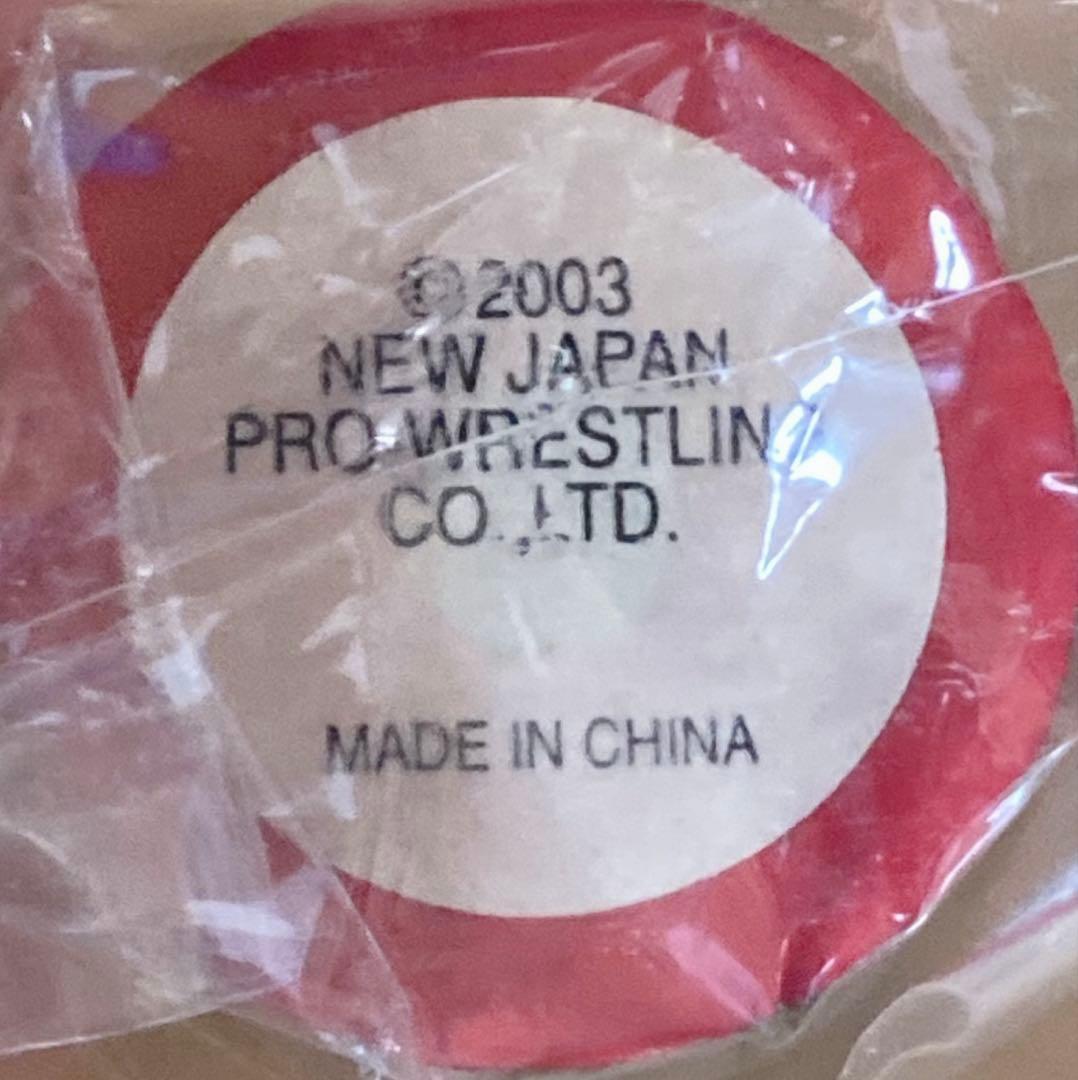 ©2003
NEW JAPAN
PRO-WRESTLING
CO.,LTD.
MADE IN CHINA